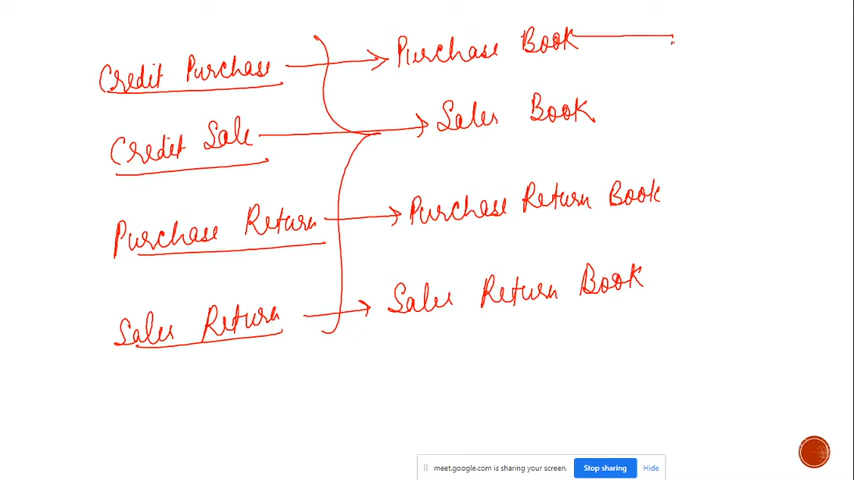 Credit Purchase → Purchase Book
Credit Sale → Sales Book
Purchase Return → Purchase Return Book
Sales Return → Sales Return Book
meet.google.com is sharing your screen. Stop sharing Hide